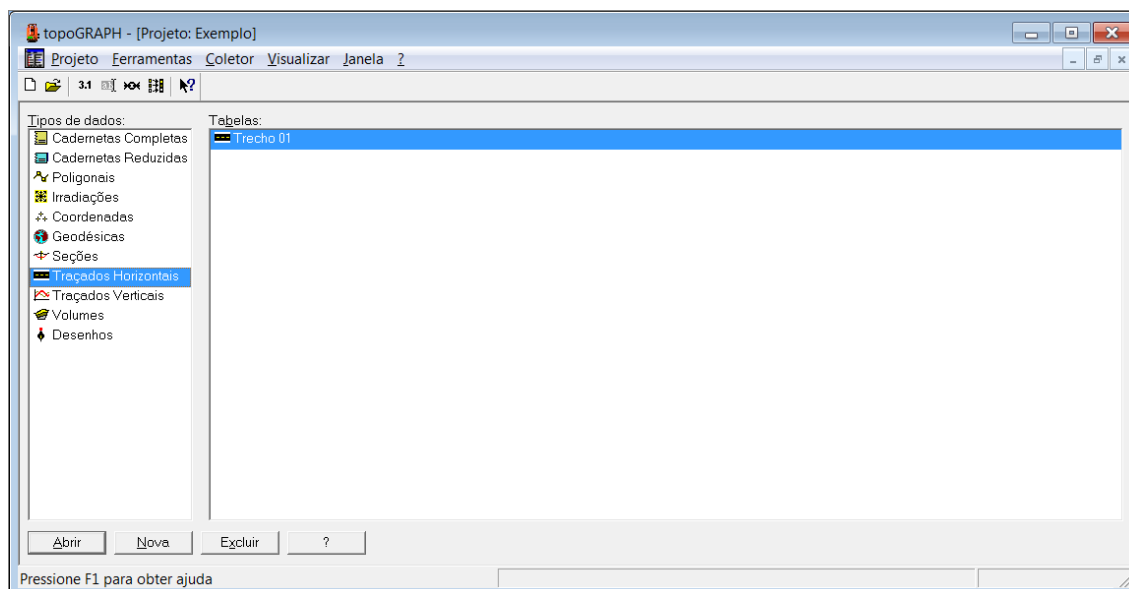 topoGRAPH - [Projeto: Exemplo]
Projeto Ferramentas Coletor Visualizar Janela ?
3.1
Tipos de dados:
Tabelas:
Cadernetas Completas
Trecho 01
Cadernetas Reduzidas
Poligonais
Irradiações
Coordenadas
Geodésicas
Seções
Traçados Horizontais
Traçados Verticais
Volumes
Desenhos
Abrir Nova Excluir ?
Pressione F1 para obter ajuda